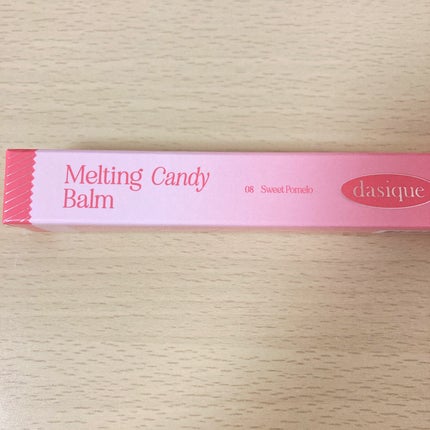 Melting Candy
Balm
08 Sweet Pomelo
dasique